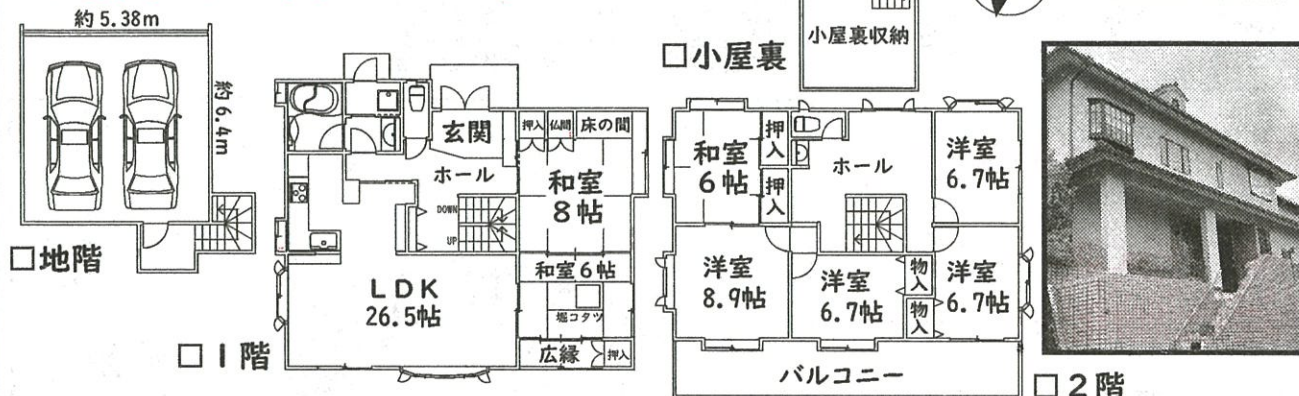 約5.38m
約6.4m
□地階
玄関
ホール
DOWN
UP
押入
仏間
床の間
和室
8帖
和室6帖
堀コタツ
広縁
押入
LDK
26.5帖
□1階
□小屋裏
小屋裏収納
和室
6帖
押入
押入
ホール
洋室
6.7帖
洋室
8.9帖
洋室
6.7帖
物入
物入
洋室
6.7帖
バルコニー
□2階